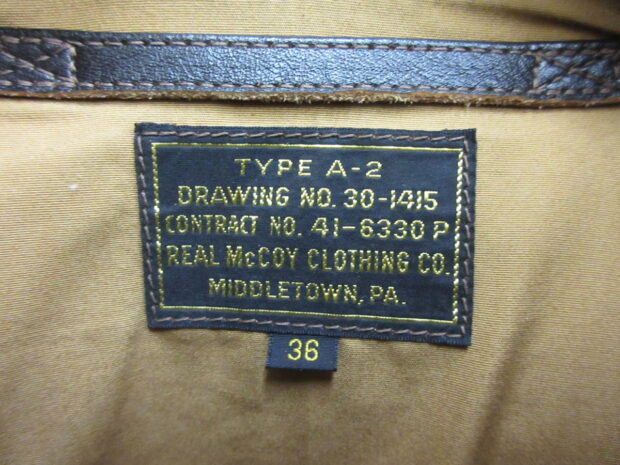 TYPE A-2
DRAWING NO. 30-1415
CONTRACT NO. 41-6330 P
REAL McCOY CLOTHING CO.
MIDDLETOWN, PA.
36